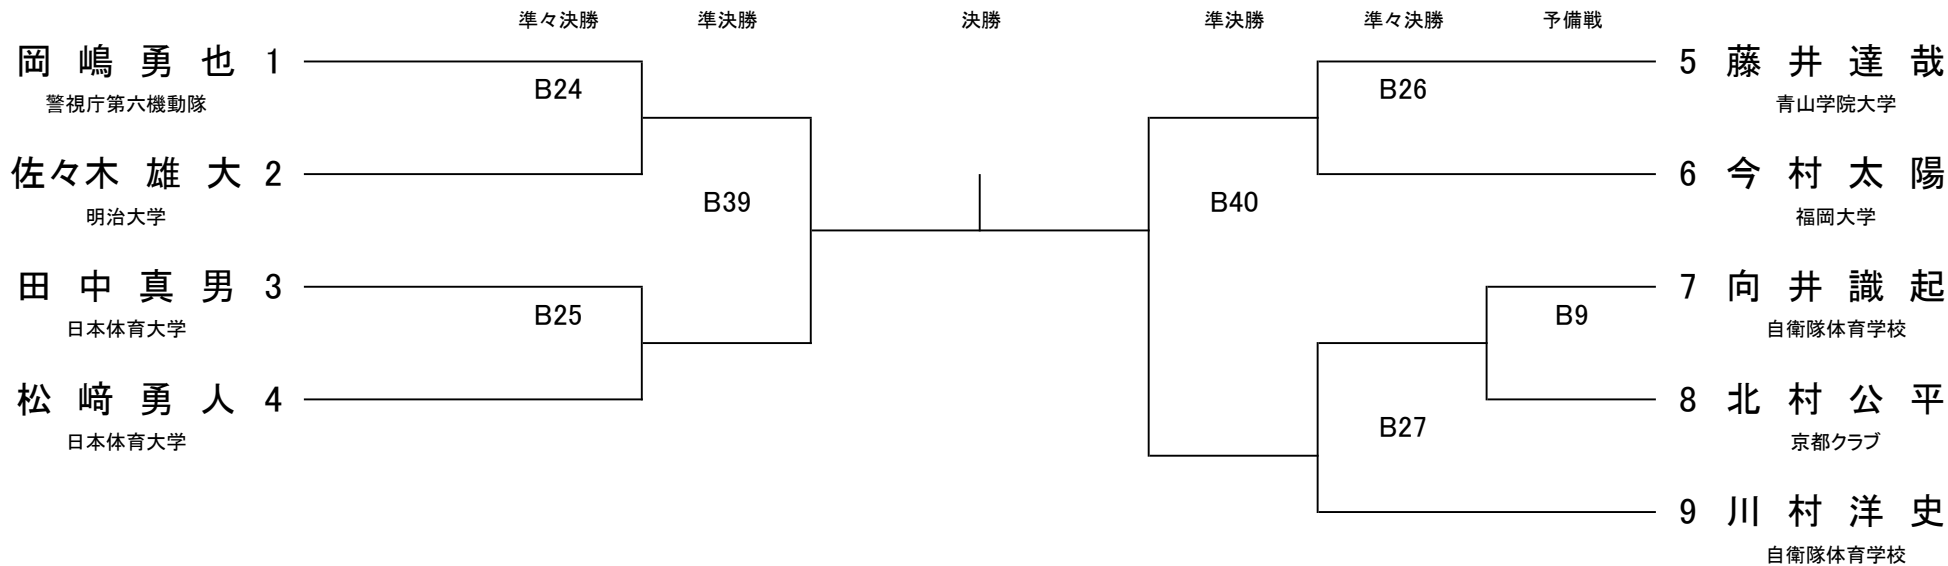 準々決勝 準決勝 決勝 準決勝 準々決勝 予備戦
岡嶋勇也 1
警視庁第六機動隊
B24
佐々木雄大 2
明治大学
B39
田中真男 3
日本体育大学
B25
松﨑勇人 4
日本体育大学
5 藤井達哉
青山学院大学
B26
6 今村太陽
福岡大学
B40
7 向井識起
自衛隊体育学校
B9
8 北村公平
京都クラブ
B27
9 川村洋史
自衛隊体育学校